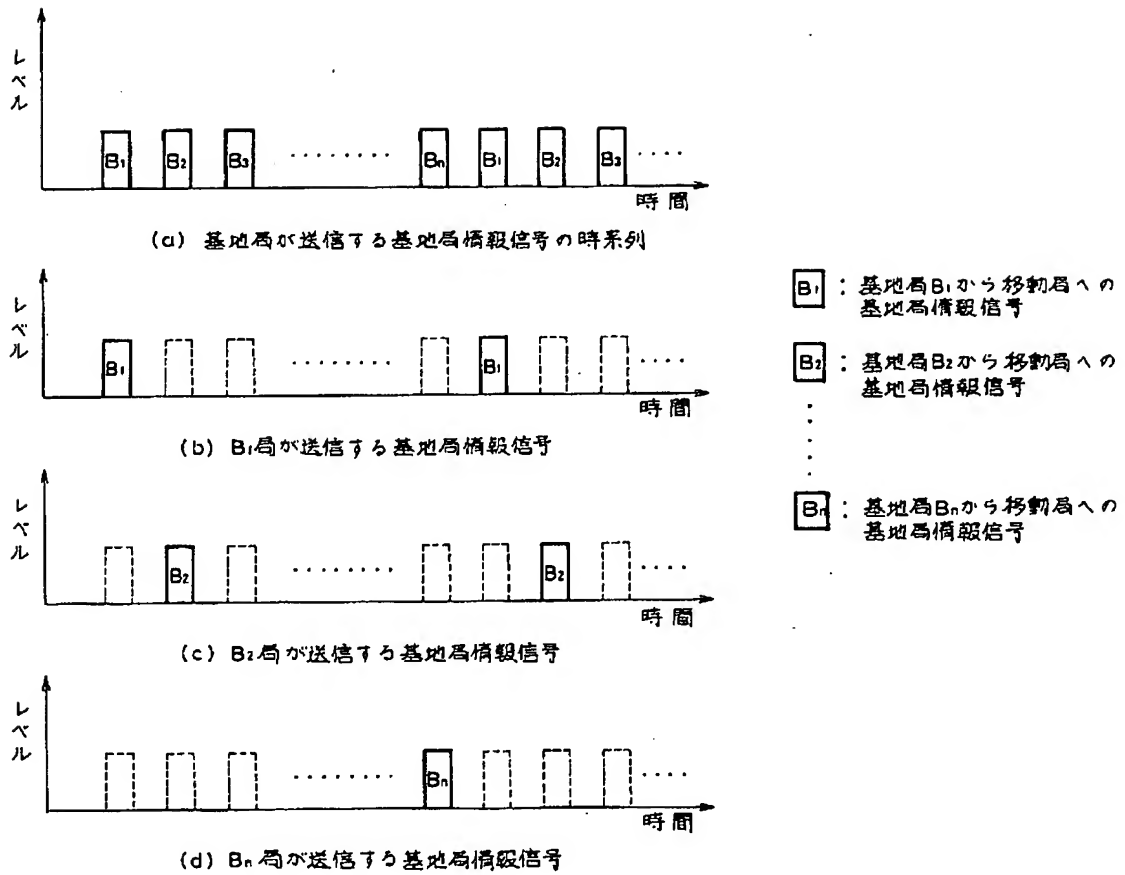 レベル
B₁ B₂ B₃ ········ Bₙ B₁ B₂ B₃ ····
時間
(a) 基地局が送信する基地局情報信号の時系列
レベル
B₁ ········ B₁ ····
時間
(b) B₁局が送信する基地局情報信号
レベル
B₂ ········ B₂ ····
時間
(c) B₂局が送信する基地局情報信号
レベル
········ Bₙ ····
時間
(d) Bₙ局が送信する基地局情報信号
B₁ : 基地局B₁から移動局への
基地局情報信号
B₂ : 基地局B₂から移動局への
基地局情報信号
Bₙ : 基地局Bₙから移動局への
基地局情報信号